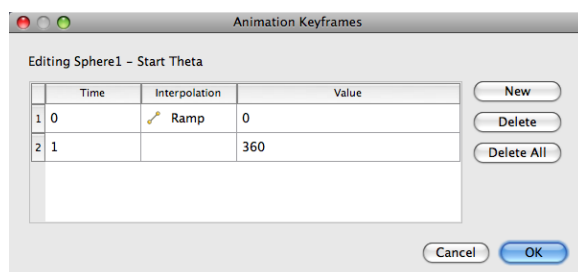 Animation Keyframes
Editing Sphere1 – Start Theta
Time Interpolation Value
1 0 Ramp 0
2 1 360
New
Delete
Delete All
Cancel OK